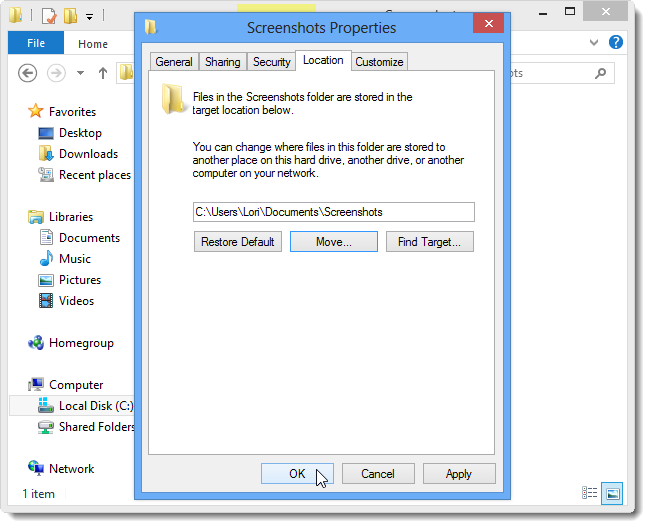 Screenshots Properties
File
Home
General
Sharing
Security
Location
Customize
Files in the Screenshots folder are stored in the
target location below.
You can change where files in this folder are stored to
another place on this hard drive, another drive, or another
computer on your network.
C:\Users\Lori\Documents\Screenshots
Restore Default
Move...
Find Target...
OK
Cancel
Apply
Favorites
Desktop
Downloads
Recent places
Libraries
Documents
Music
Pictures
Videos
Homegroup
Computer
Local Disk (C:)
Shared Folders
Network
1 item